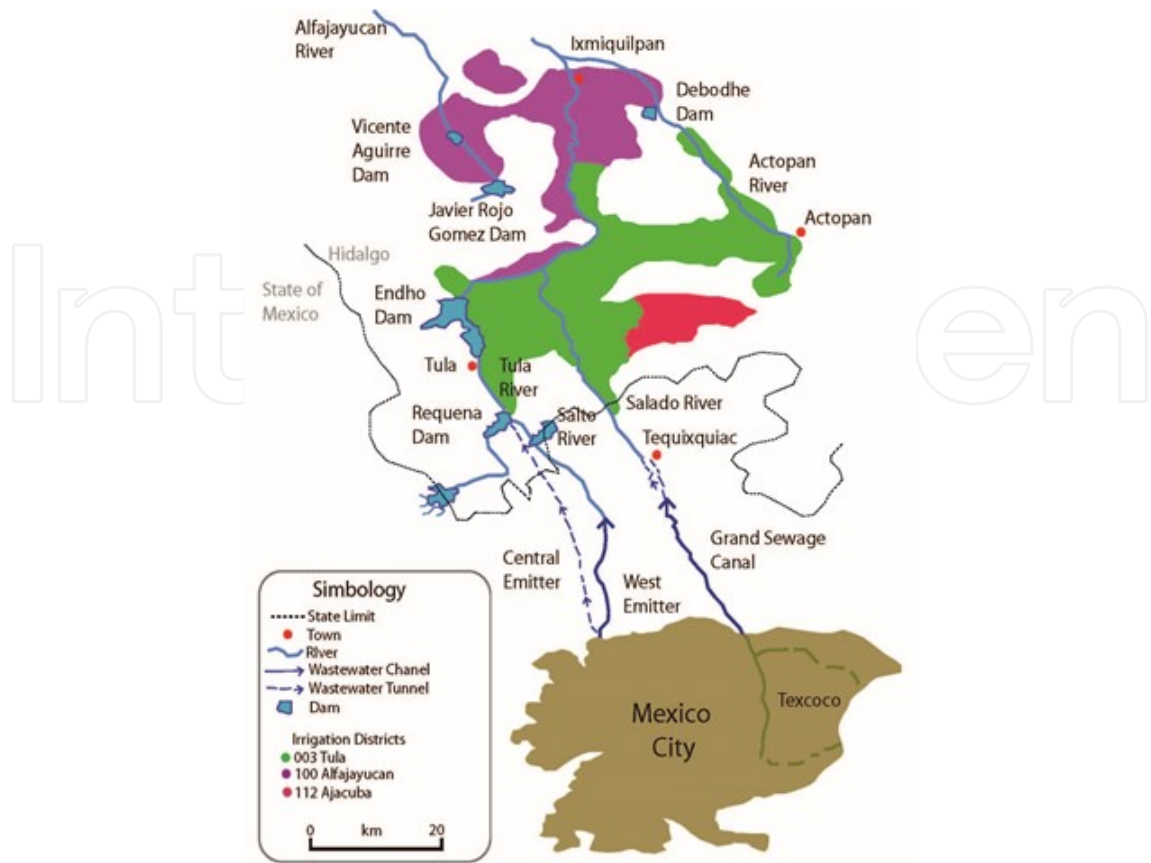 Alfajayucan
River
Ixmiquilpan
Debodhe
Dam
Vicente
Aguirre
Dam
Actopan
River
Javier Rojo
Gomez Dam
Actopan
Hidalgo
State of
Mexico
Endho
Dam
Tula
Tula
River
Requena
Dam
Salto
River
Salado River
Tequixquiac
Grand Sewage
Canal
Central
Emitter
West
Emitter
Mexico
City
Texcoco
Simbology
State Limit
Town
RIver
Wastewater Chanel
Wastewater Tunnel
Dam
Irrigation Districts
003 Tula
100 Alfajayucan
112 Ajacuba
0 km 20